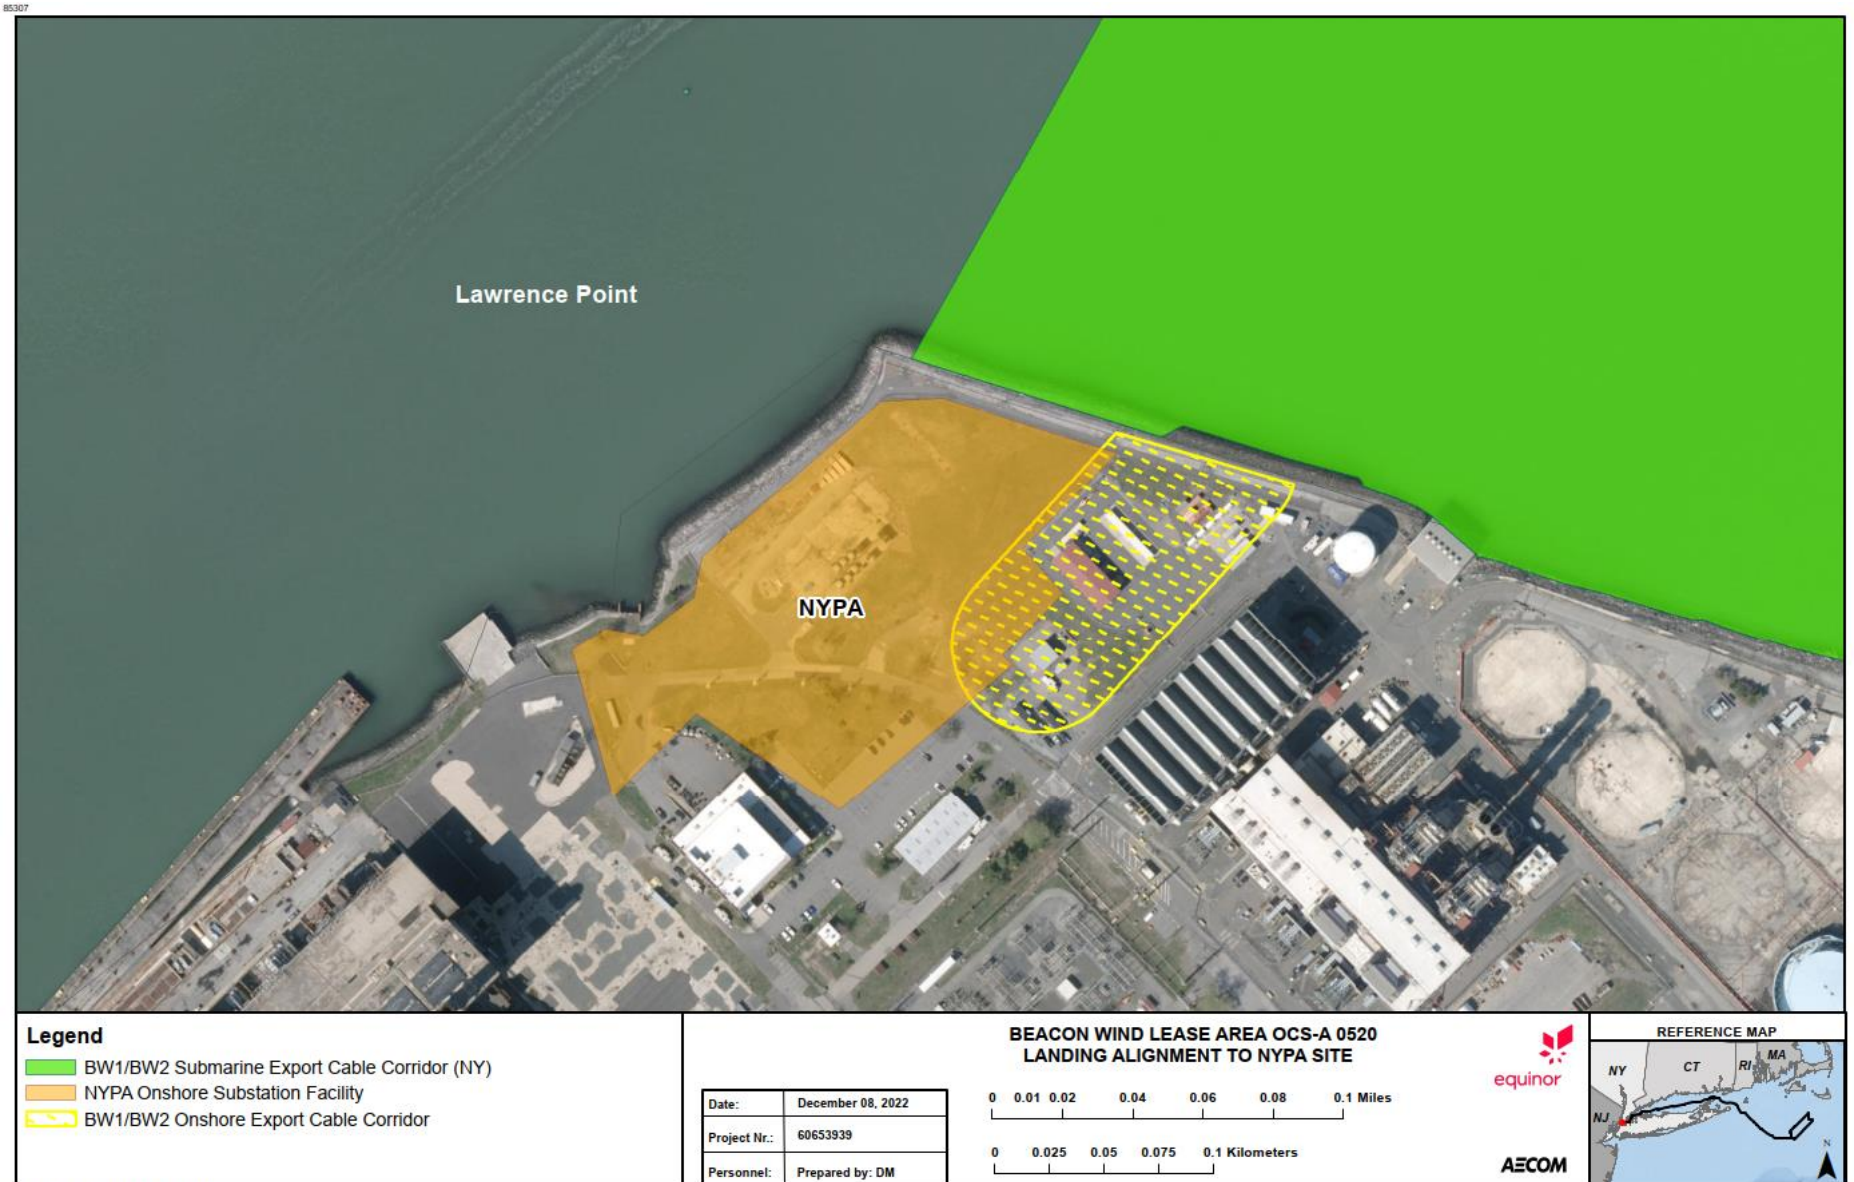 85307
Lawrence Point
NYPA
Legend
BW1/BW2 Submarine Export Cable Corridor (NY)
NYPA Onshore Substation Facility
BW1/BW2 Onshore Export Cable Corridor
Date: December 08, 2022
Project Nr.: 60653939
Personnel: Prepared by: DM
BEACON WIND LEASE AREA OCS-A 0520
LANDING ALIGNMENT TO NYPA SITE
0 0.01 0.02 0.04 0.06 0.08 0.1 Miles
0 0.025 0.05 0.075 0.1 Kilometers
equinor
AECOM
REFERENCE MAP
NY CT RI MA
NJ
N